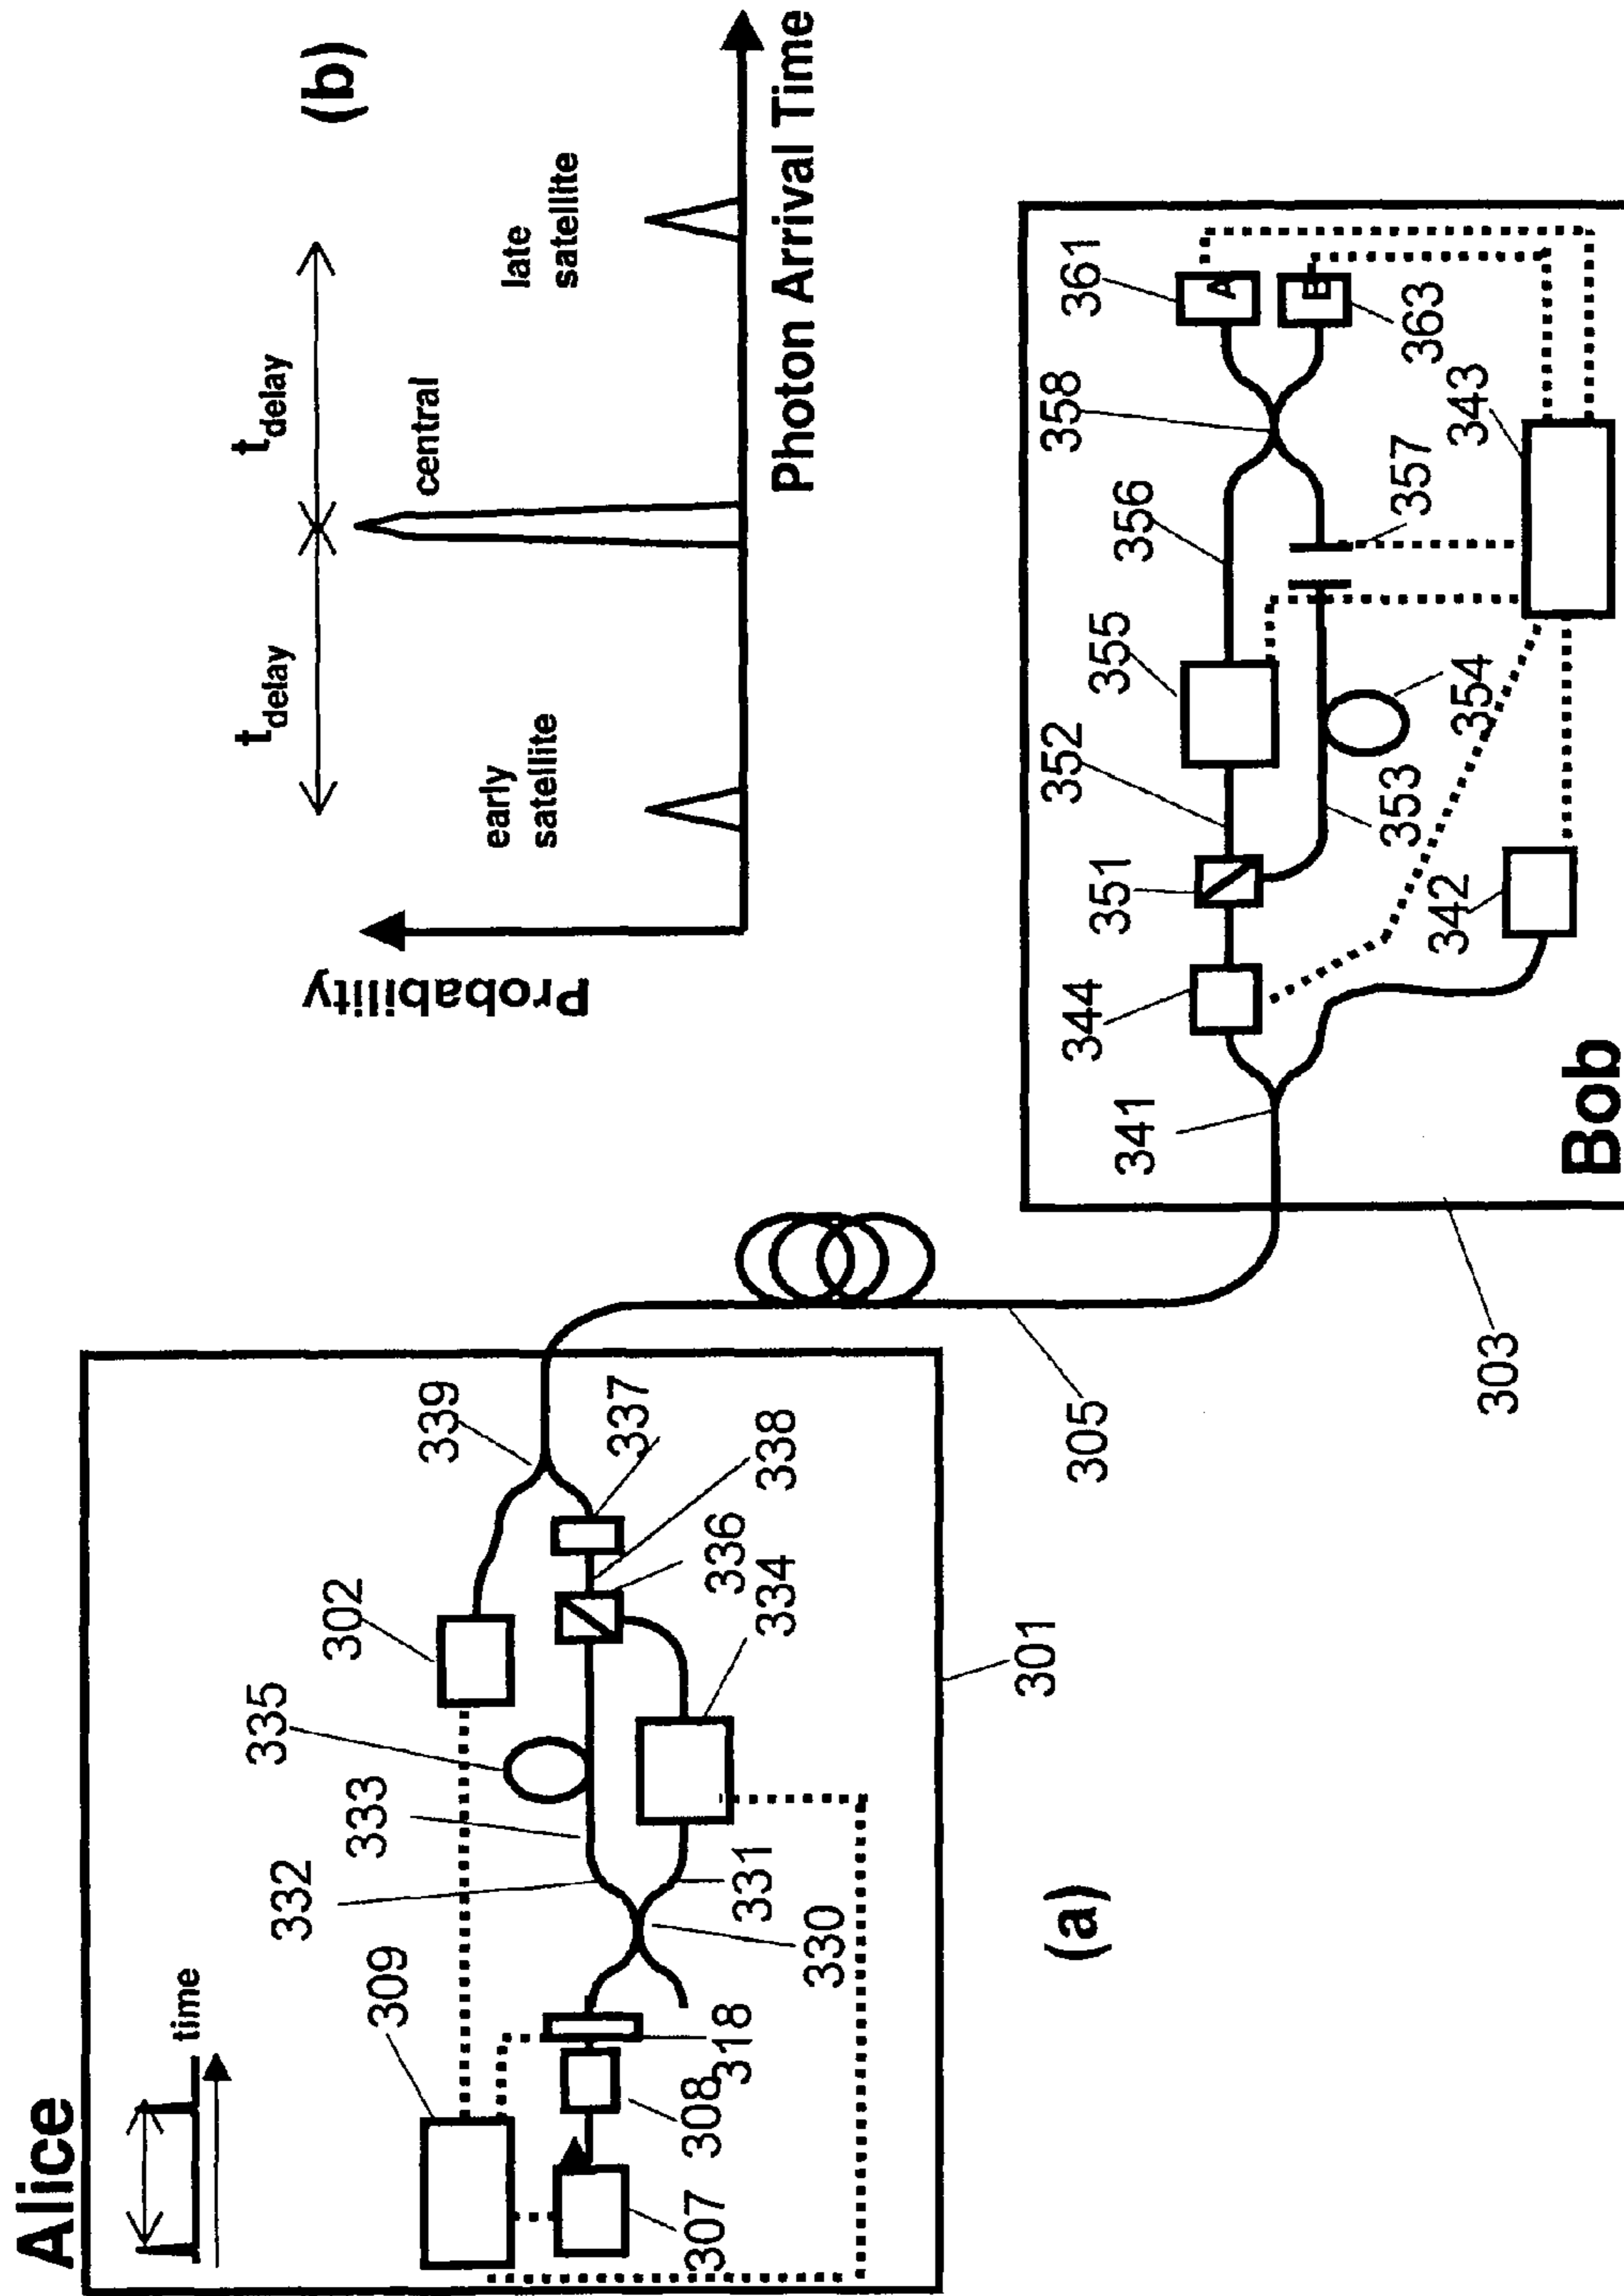 Alice
time
309
302
335
333
332
339
337
338
336
334
331
330
318
308
307
301
305
(a)
(b)
t delay
t delay
early
satellite
central
late
satellite
Probability
Photon Arrival Time
303
341
344
342
351
352
353
354
355
356
357
358
343
361
363
A
B
Bob